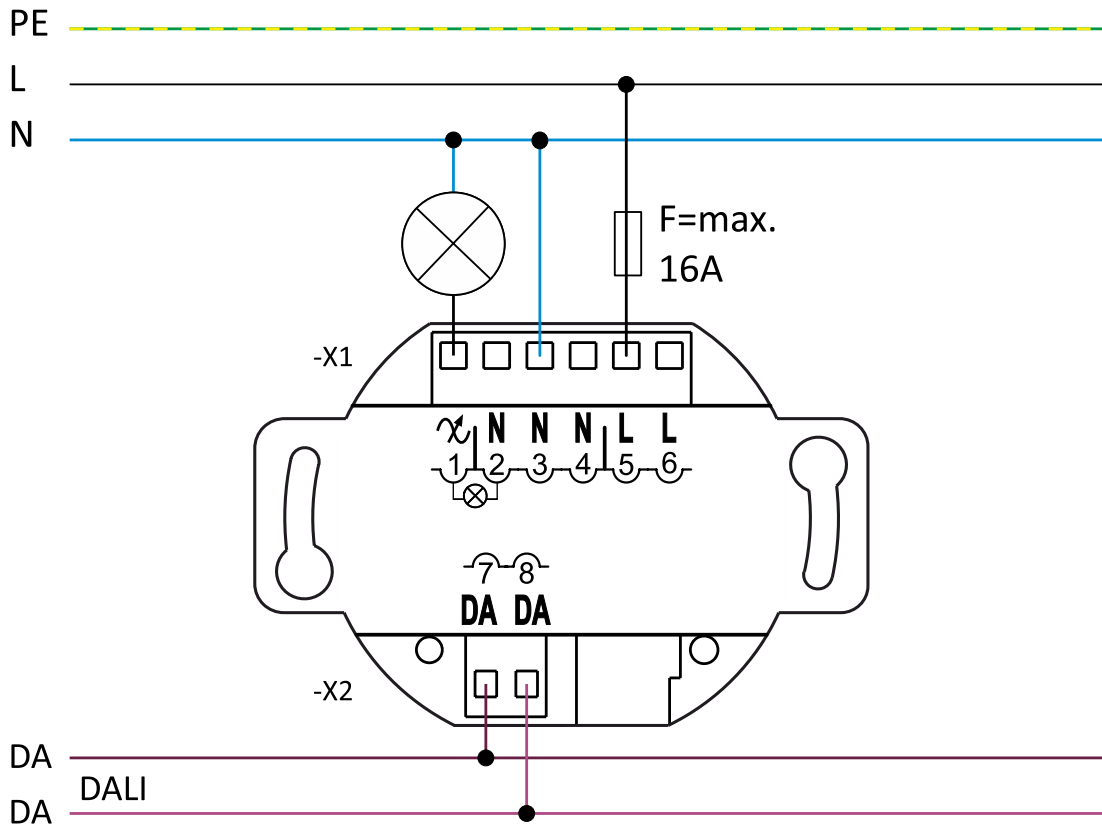 PE
L
N
F=max.
16A
-X1
N N N L L
1 2 3 4 5 6
7 8
DA DA
-X2
DA
DALI
DA